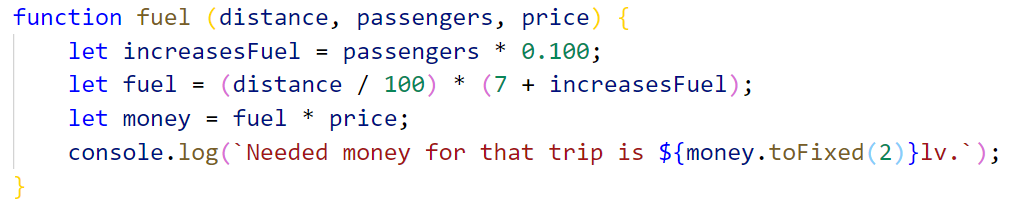 function fuel (distance, passengers, price) {
    let increasesFuel = passengers * 0.100;
    let fuel = (distance / 100) * (7 + increasesFuel);
    let money = fuel * price;
    console.log(`Needed money for that trip is ${money.toFixed(2)}lv.`);
}